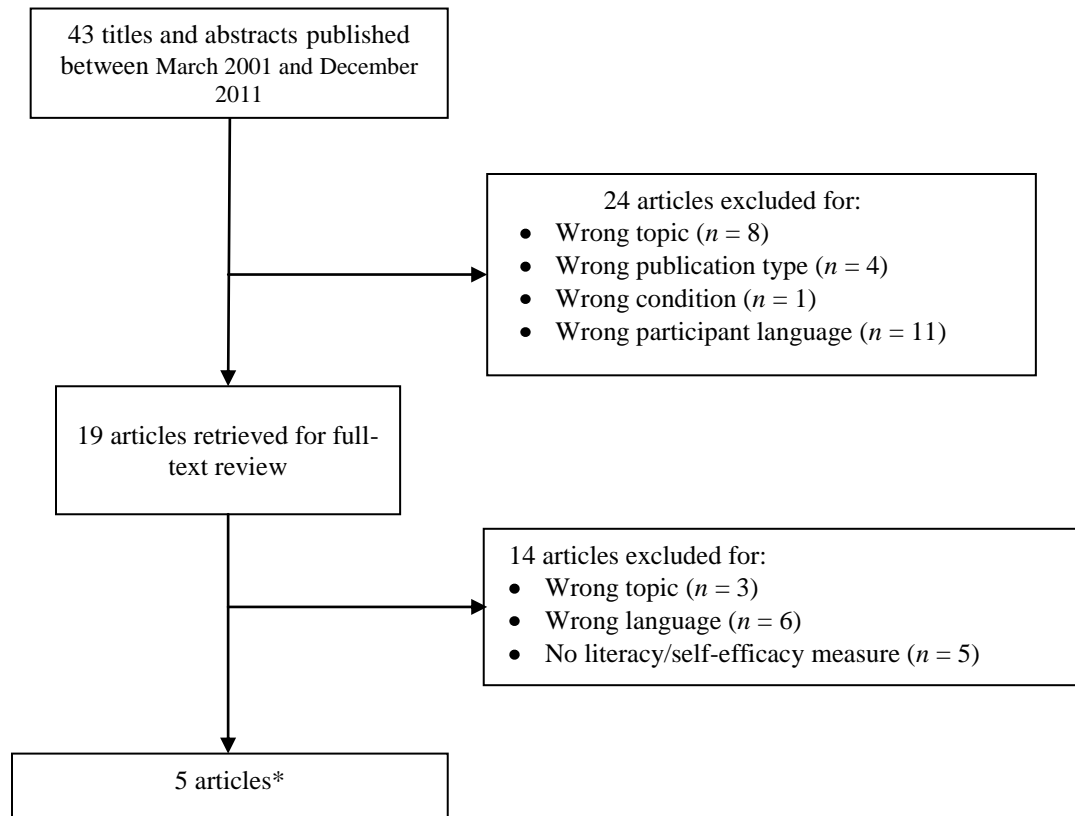 43 titles and abstracts published
between March 2001 and December
2011
24 articles excluded for:
• Wrong topic (n = 8)
• Wrong publication type (n = 4)
• Wrong condition (n = 1)
• Wrong participant language (n = 11)
19 articles retrieved for full-
text review
14 articles excluded for:
• Wrong topic (n = 3)
• Wrong language (n = 6)
• No literacy/self-efficacy measure (n = 5)
5 articles*